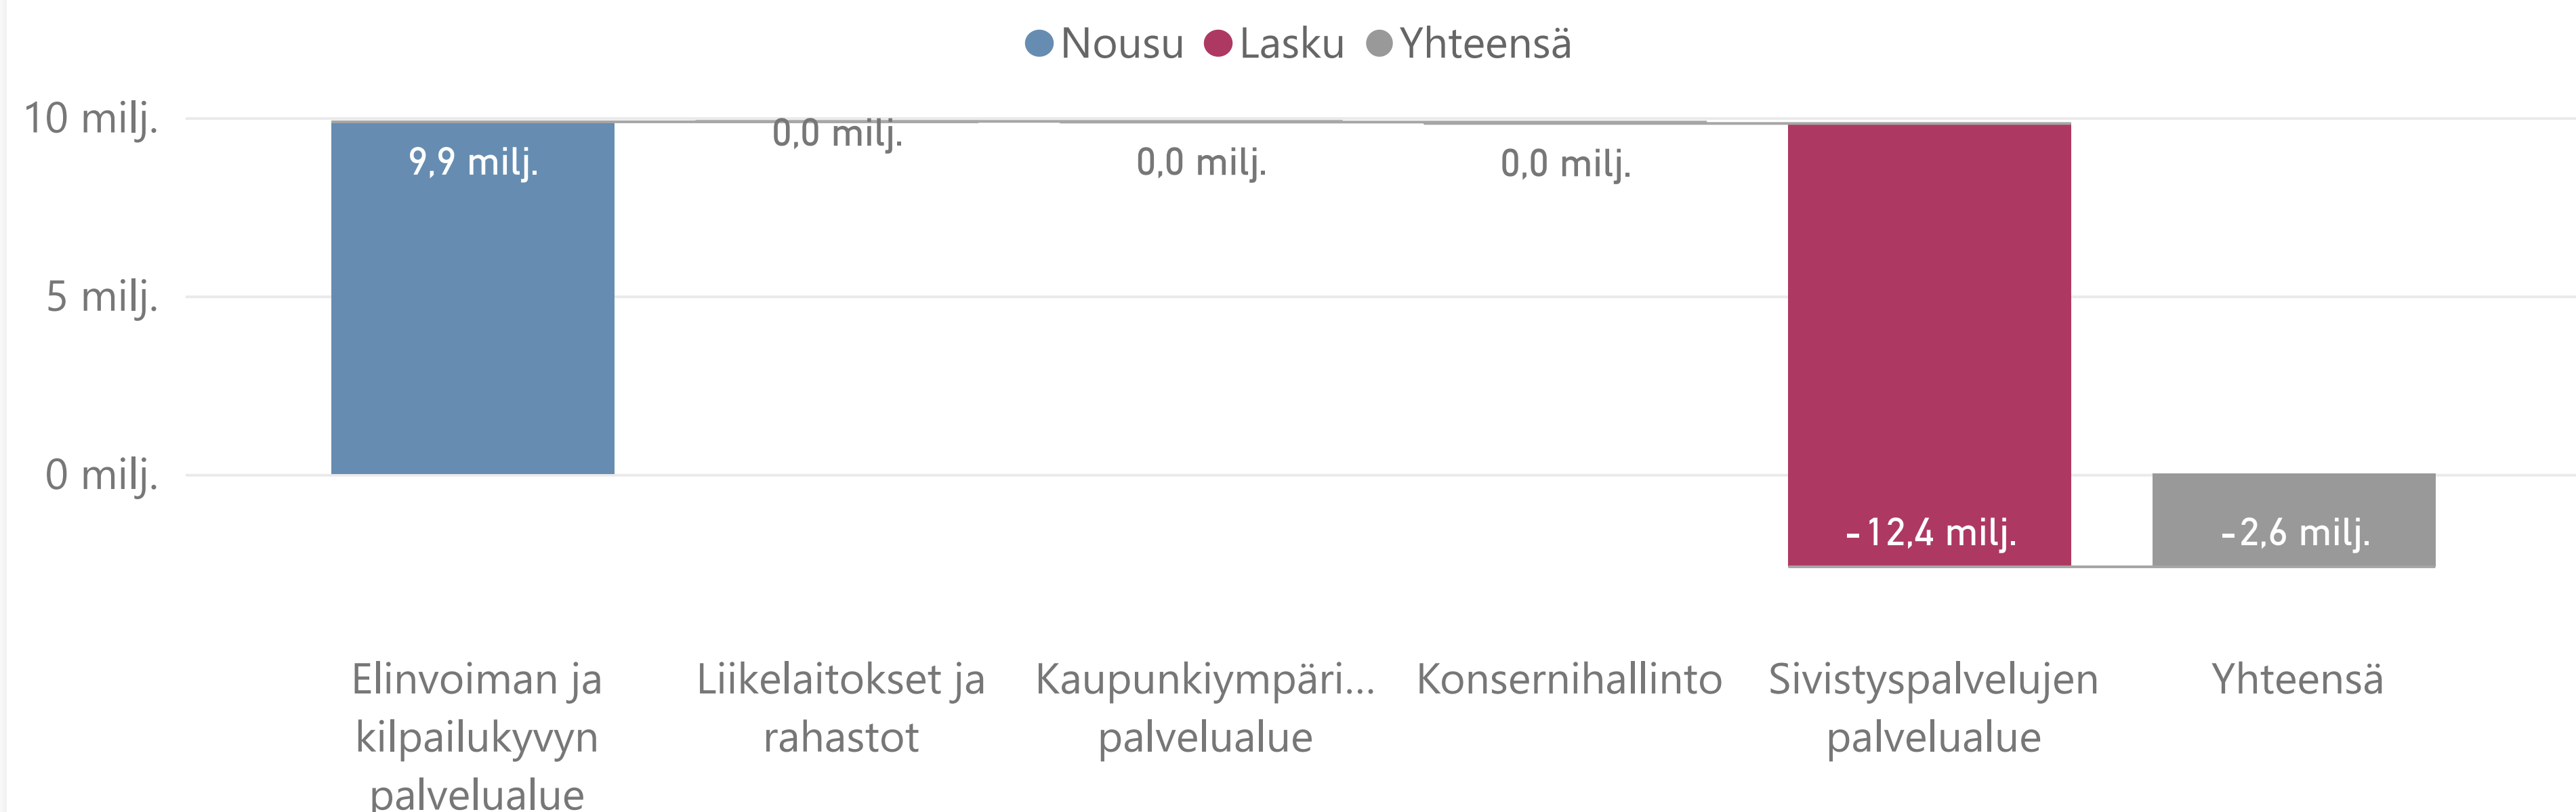 Nousu Lasku Yhteensä
10 milj.
5 milj.
0 milj.
9,9 milj.
0,0 milj.
0,0 milj.
0,0 milj.
-12,4 milj.
-2,6 milj.
Elinvoiman ja
kilpailukyvyn
palvelualue
Liikelaitokset ja
rahastot
Kaupunkiympäri...
palvelualue
Konsernihallinto
Sivistyspalvelujen
palvelualue
Yhteensä